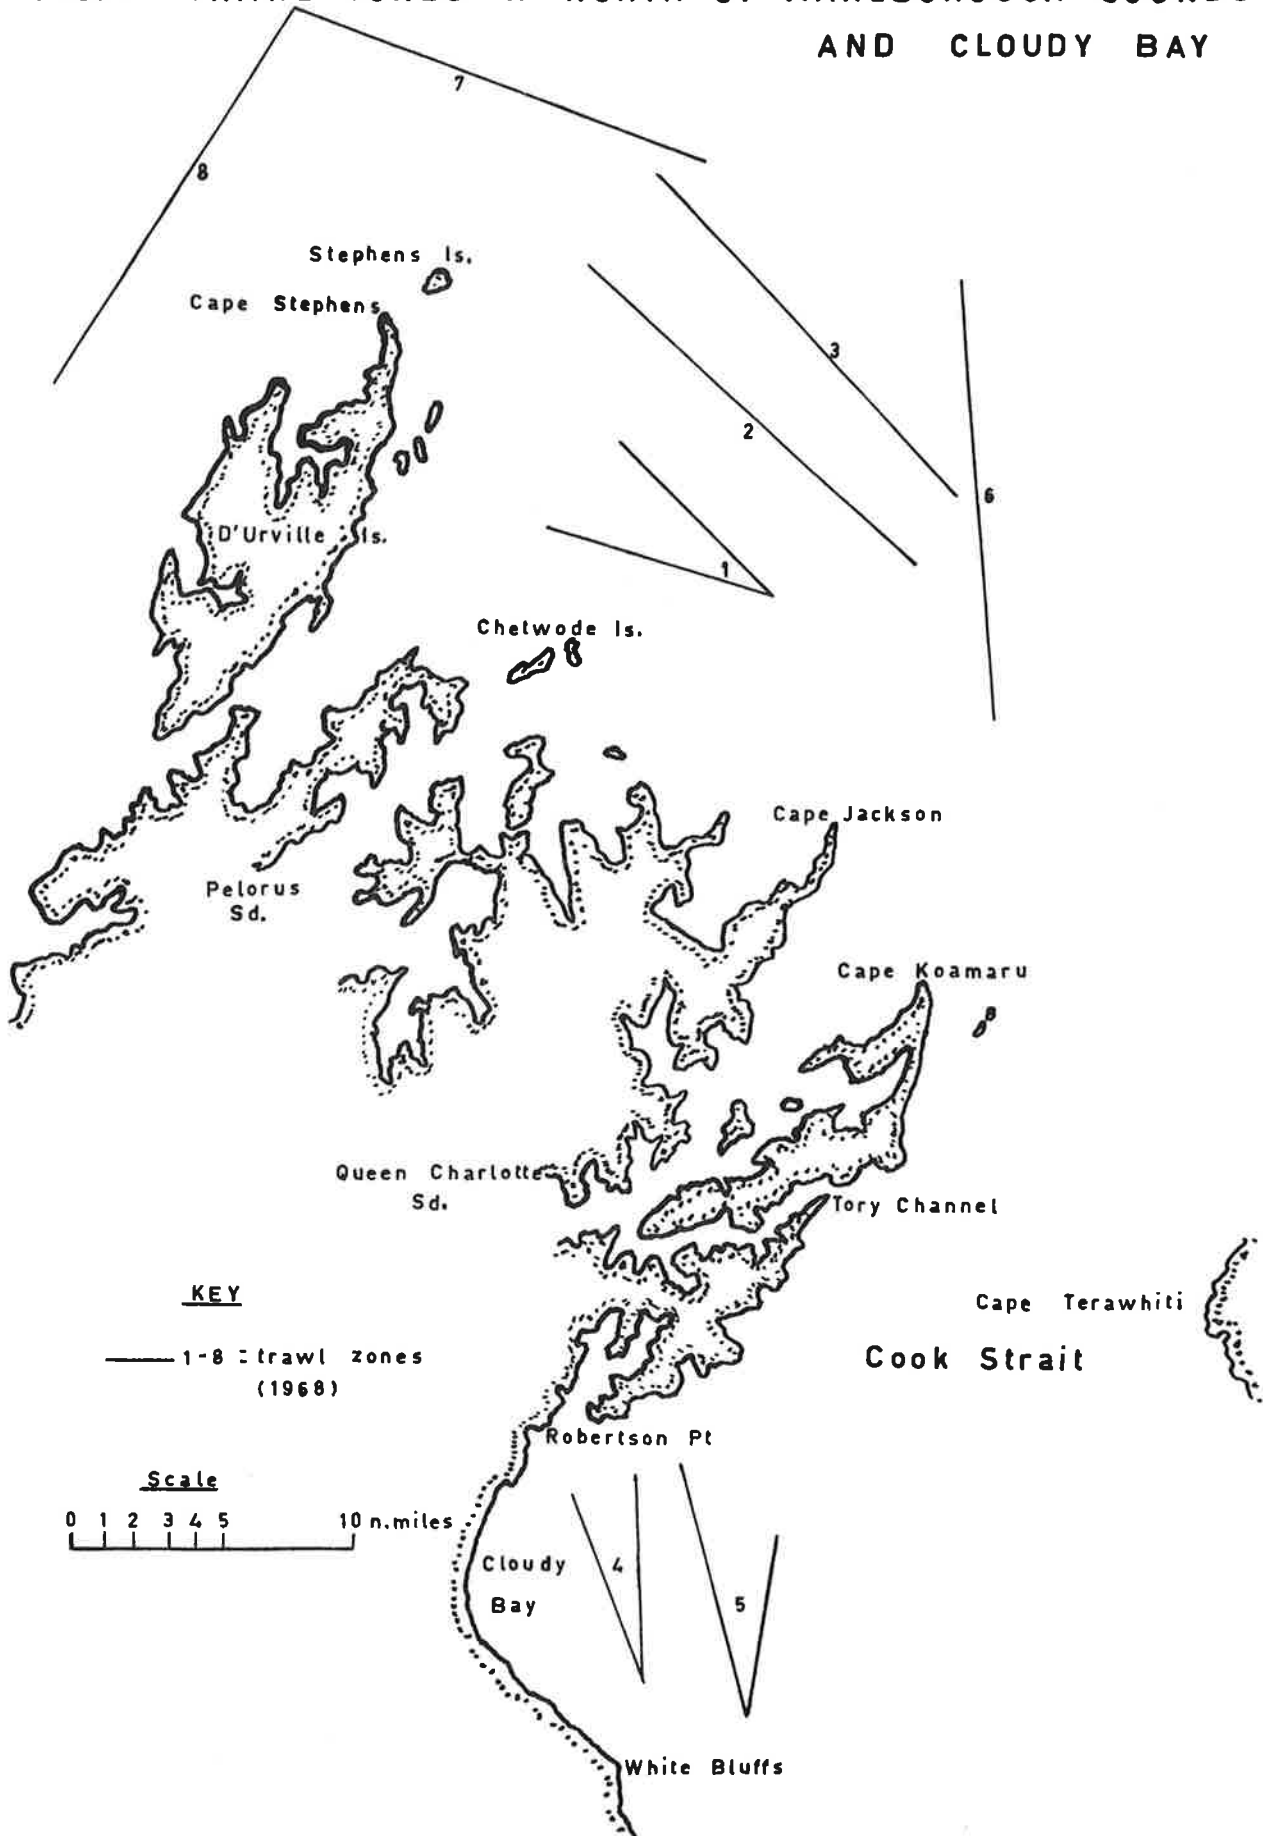 AND CLOUDY BAY
7
8
Stephens Is.
Cape Stephens
3
2
6
D'Urville Is.
1
Chetwode Is.
Cape Jackson
Pelorus
Sd.
Cape Koamaru
Queen Charlotte
Sd.
Tory Channel
KEY
Cape Terawhiti
1-8 : trawl zones
(1968)
Cook Strait
Robertson Pt
Scale
0 1 2 3 4 5 10 n.miles
Cloudy
Bay
4
5
White Bluffs